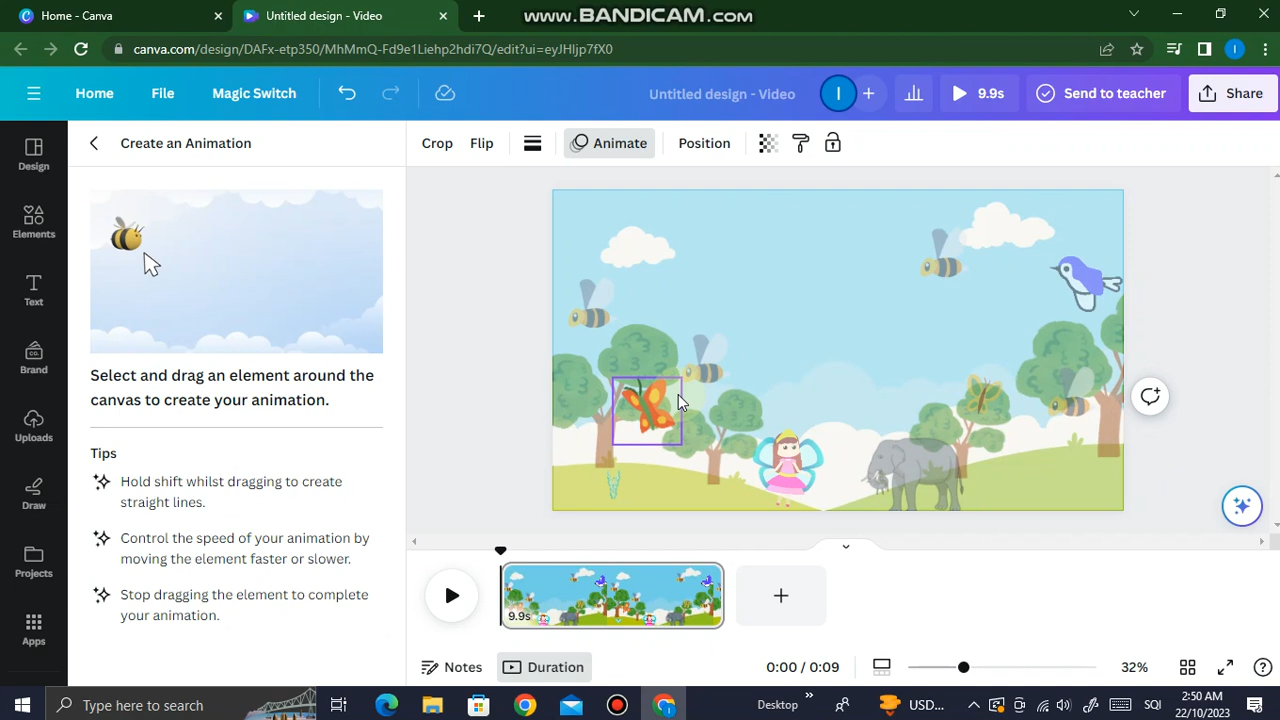 Home - Canva
Untitled design - Video
www.BANDICAM.com
canva.com/design/DAFx-etp350/MhMmQ-Fd9e1Liehp2hdi7Q/edit?ui=eyJHIjp7fX0
I
Home
File
Magic Switch
Untitled design - Video
I
9.9s
Send to teacher
Share
Design
Elements
Text
Brand
Uploads
Draw
Projects
Apps
Create an Animation
Crop
Flip
Animate
Position
Select and drag an element around the
canvas to create your animation.
Tips
Hold shift whilst dragging to create
straight lines.
Control the speed of your animation by
moving the element faster or slower.
Stop dragging the element to complete
your animation.
9.9s
Notes
Duration
0:00 / 0:09
32%
Type here to search
Desktop
USD...
SQI
2:50 AM
22/10/2023